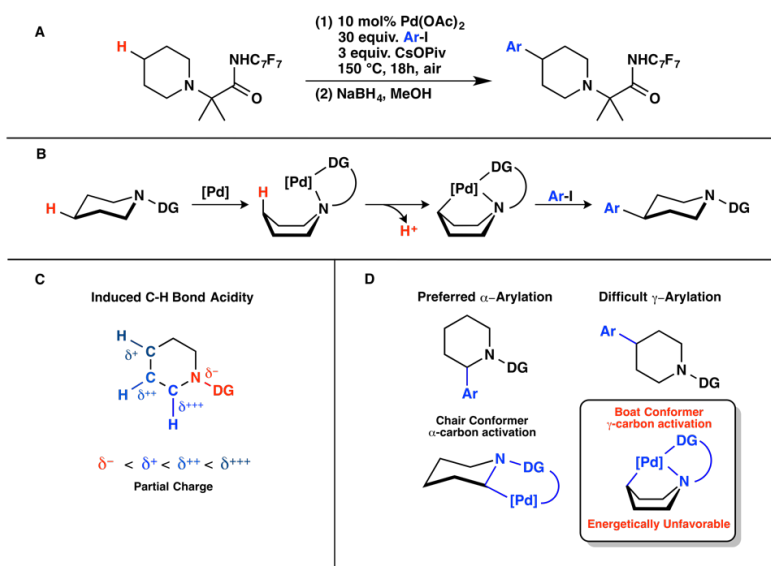 A
H
N
NHC₇F₇
O
(1) 10 mol% Pd(OAc)₂
30 equiv. Ar-I
3 equiv. CsOPiv
150 °C, 18h, air
(2) NaBH₄, MeOH
Ar
N
NHC₇F₇
O
B
H
N
DG
[Pd]
H
[Pd]
DG
N
H⁺
[Pd]
DG
N
Ar-I
Ar
N
DG
C
Induced C-H Bond Acidity
H
δ⁺
C
H
C
δ⁺⁺
C
N
δ⁻
DG
δ⁺⁺⁺
H
δ⁻ < δ⁺ < δ⁺⁺ < δ⁺⁺⁺
Partial Charge
D
Preferred α–Arylation
N
DG
Ar
Chair Conformer
α-carbon activation
N
DG
[Pd]
Difficult γ–Arylation
Ar
N
DG
Boat Conformer
γ-carbon activation
DG
[Pd]
N
Energetically Unfavorable